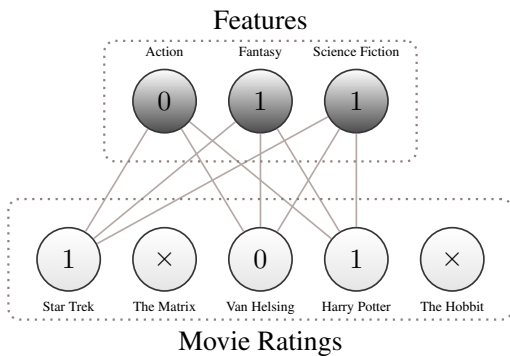 Features
Action Fantasy Science Fiction
0 1 1
1 × 0 1 ×
Star Trek The Matrix Van Helsing Harry Potter The Hobbit
Movie Ratings